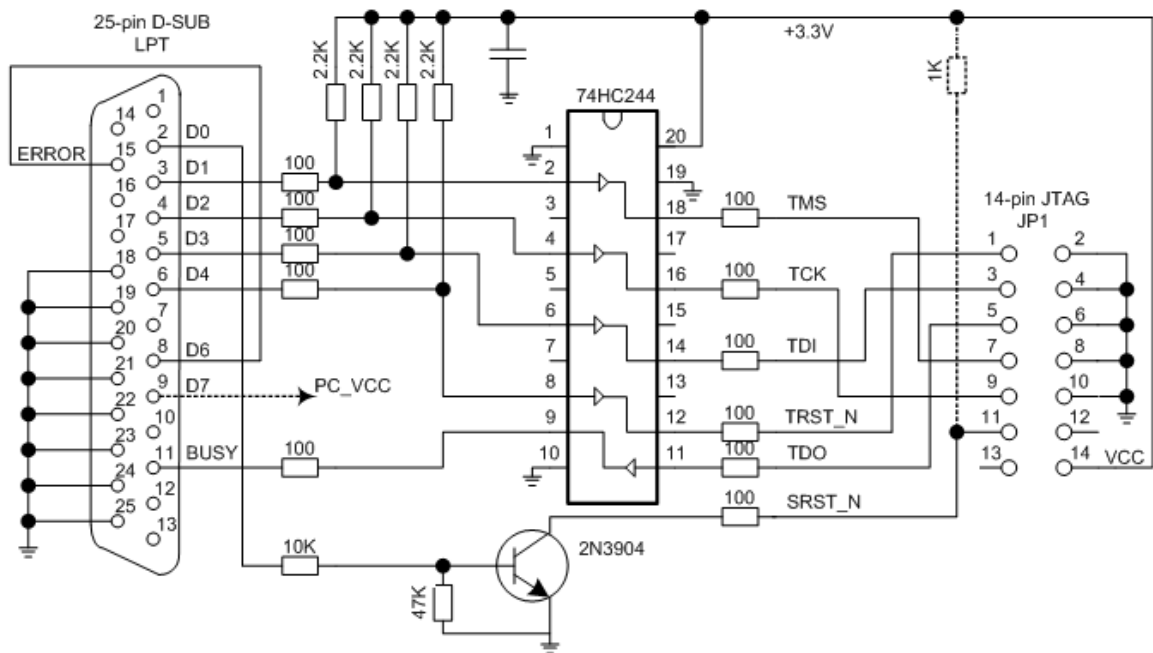 25-pin D-SUB
LPT
2.2K
2.2K
2.2K
2.2K
+3.3V
1K
74HC244
1
14
2
D0
15
ERROR
3
D1
16
4
D2
17
5
D3
18
6
D4
19
7
20
8
D6
21
9
D7
22
PC_VCC
10
23
11
BUSY
24
12
25
13
100
100
100
100
100
10K
47K
2N3904
1
2
3
4
5
6
7
8
9
10
20
19
18
17
16
15
14
13
12
11
100
TMS
100
TCK
100
TDI
100
TRST_N
100
TDO
100
SRST_N
14-pin JTAG
JP1
1
2
3
4
5
6
7
8
9
10
11
12
13
14
VCC